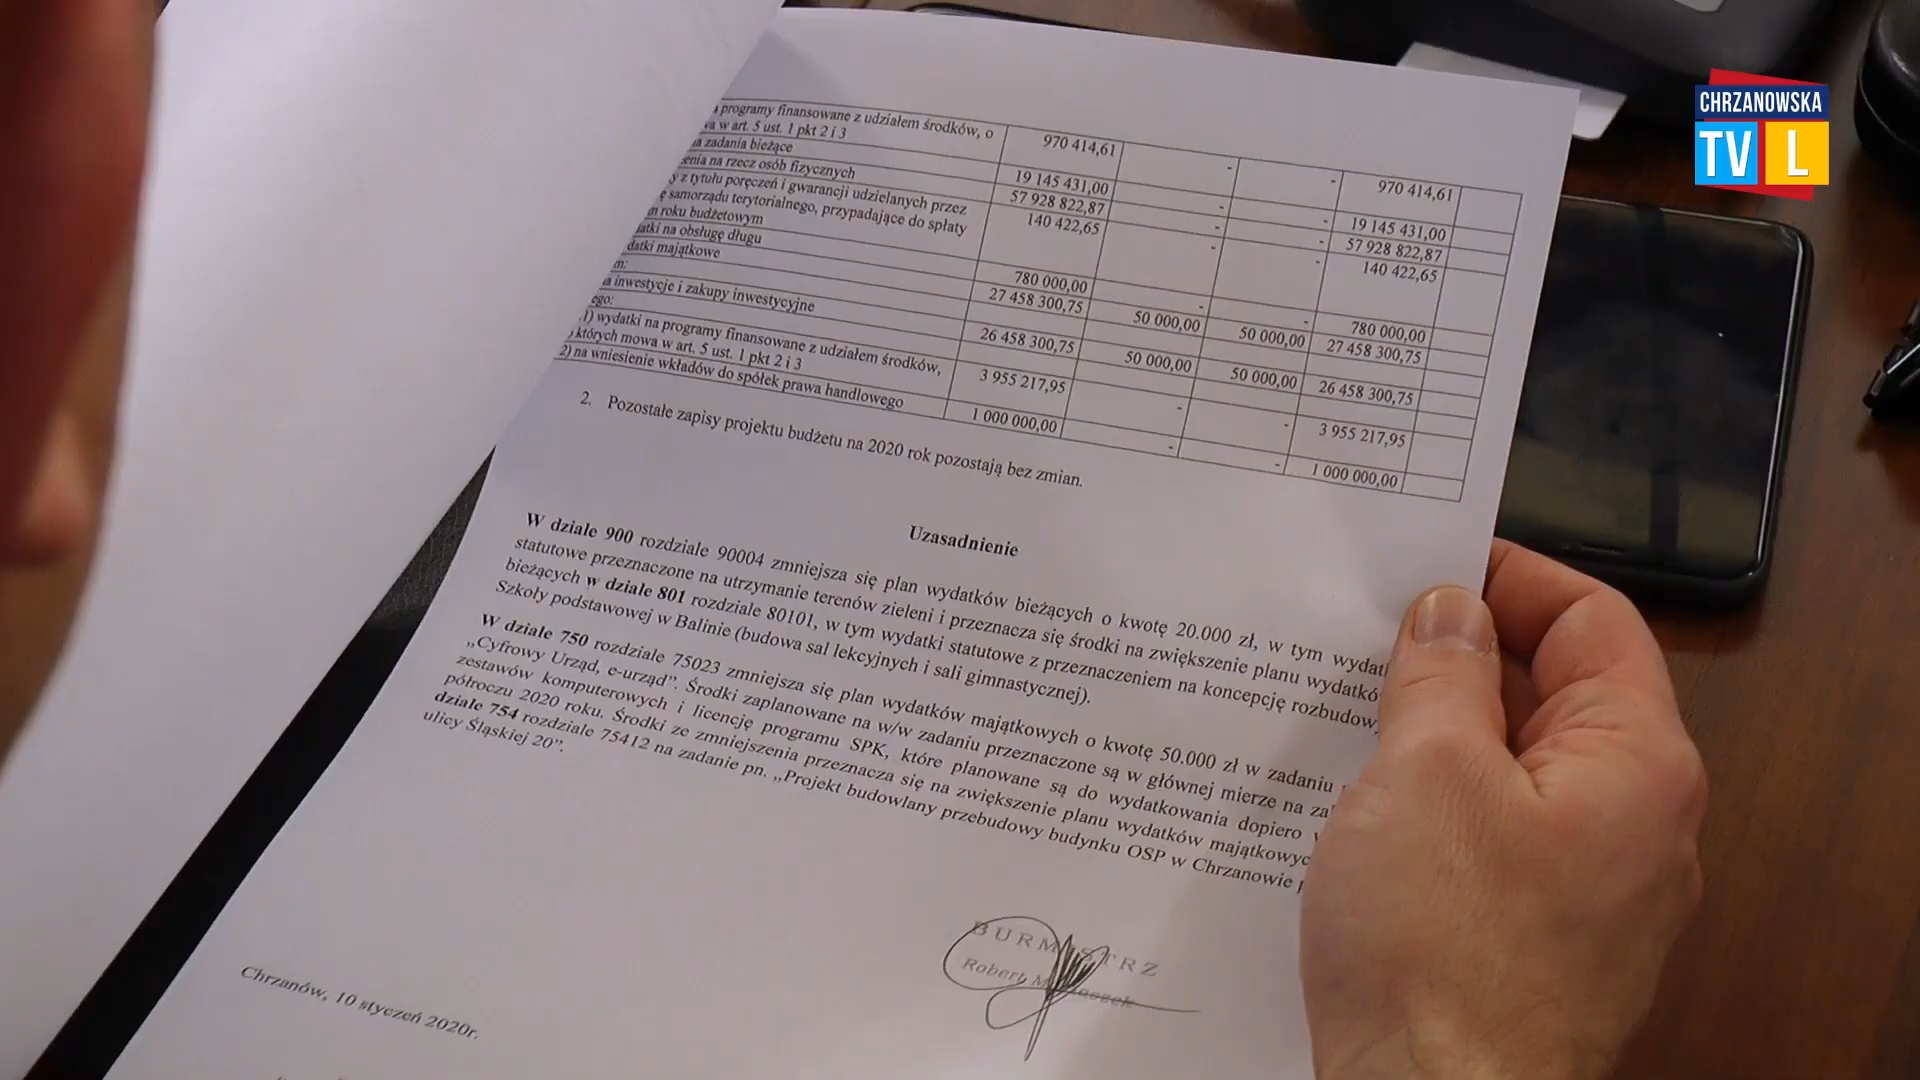 CHRZANOWSKA
TV L
programy finansowane z udziałem środków, o
w art. 5 ust. 1 pkt 2 i 3 970 414,61 - - 970 414,61
zadania bieżące 19 145 431,00 - - 19 145 431,00
na rzecz osób fizycznych 57 928 822,87 - - 57 928 822,87
z tytułu poręczeń i gwarancji udzielanych przez 140 422,65 - - 140 422,65
samorządu terytorialnego, przypadające do spłaty
roku budżetowym
na obsługę długu 780 000,00 - - 780 000,00
majątkowe 27 458 300,75 50 000,00 50 000,00 27 458 300,75
inwestycje i zakupy inwestycyjne 26 458 300,75 50 000,00 50 000,00 26 458 300,75
1) wydatki na programy finansowane z udziałem środków,
których mowa w art. 5 ust. 1 pkt 2 i 3 3 955 217,95 - - 3 955 217,95
2) na wniesienie wkładów do spółek prawa handlowego 1 000 000,00 - - 1 000 000,00
2. Pozostałe zapisy projektu budżetu na 2020 rok pozostają bez zmian.
Uzasadnienie
W dziale 900 rozdziale 90004 zmniejsza się plan wydatków bieżących o kwotę 20.000 zł, w tym
statutowe przeznaczone na utrzymanie terenów zieleni i przeznacza się środki na zwiększenie planu
bieżących w dziale 801 rozdziale 80101, w tym wydatki statutowe z przeznaczeniem na koncepcję
Szkoły podstawowej w Balinie (budowa sal lekcyjnych i sali gimnastycznej).
W dziale 750 rozdziale 75023 zmniejsza się plan wydatków majątkowych o kwotę 50.000 zł w zadaniu
„Cyfrowy Urząd, e-urząd”. Środki zaplanowane na w/w zadaniu przeznaczone są w głównej mierze na
zestawów komputerowych i licencję programu SPK, które planowane są do wydatkowania dopiero
półroczu 2020 roku. Środki ze zmniejszenia przeznacza się na zwiększenie planu wydatków
dziale 754 rozdziale 75412 na zadanie pn. „Projekt budowlany przebudowy budynku OSP w Chrzanowie
ulicy Śląskiej 20”.
BURMISTRZ
Robert
Chrzanów, 10 styczeń 2020r.